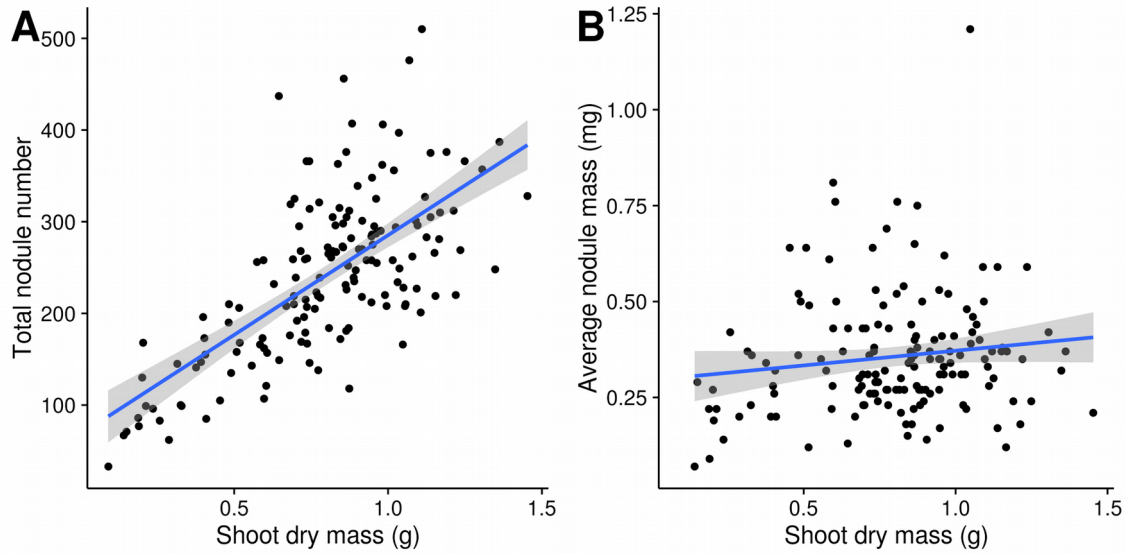 A
Total nodule number
500
400
300
200
100
0.5 1.0 1.5
Shoot dry mass (g)
B
Average nodule mass (mg)
1.25
1.00
0.75
0.50
0.25
0.5 1.0 1.5
Shoot dry mass (g)